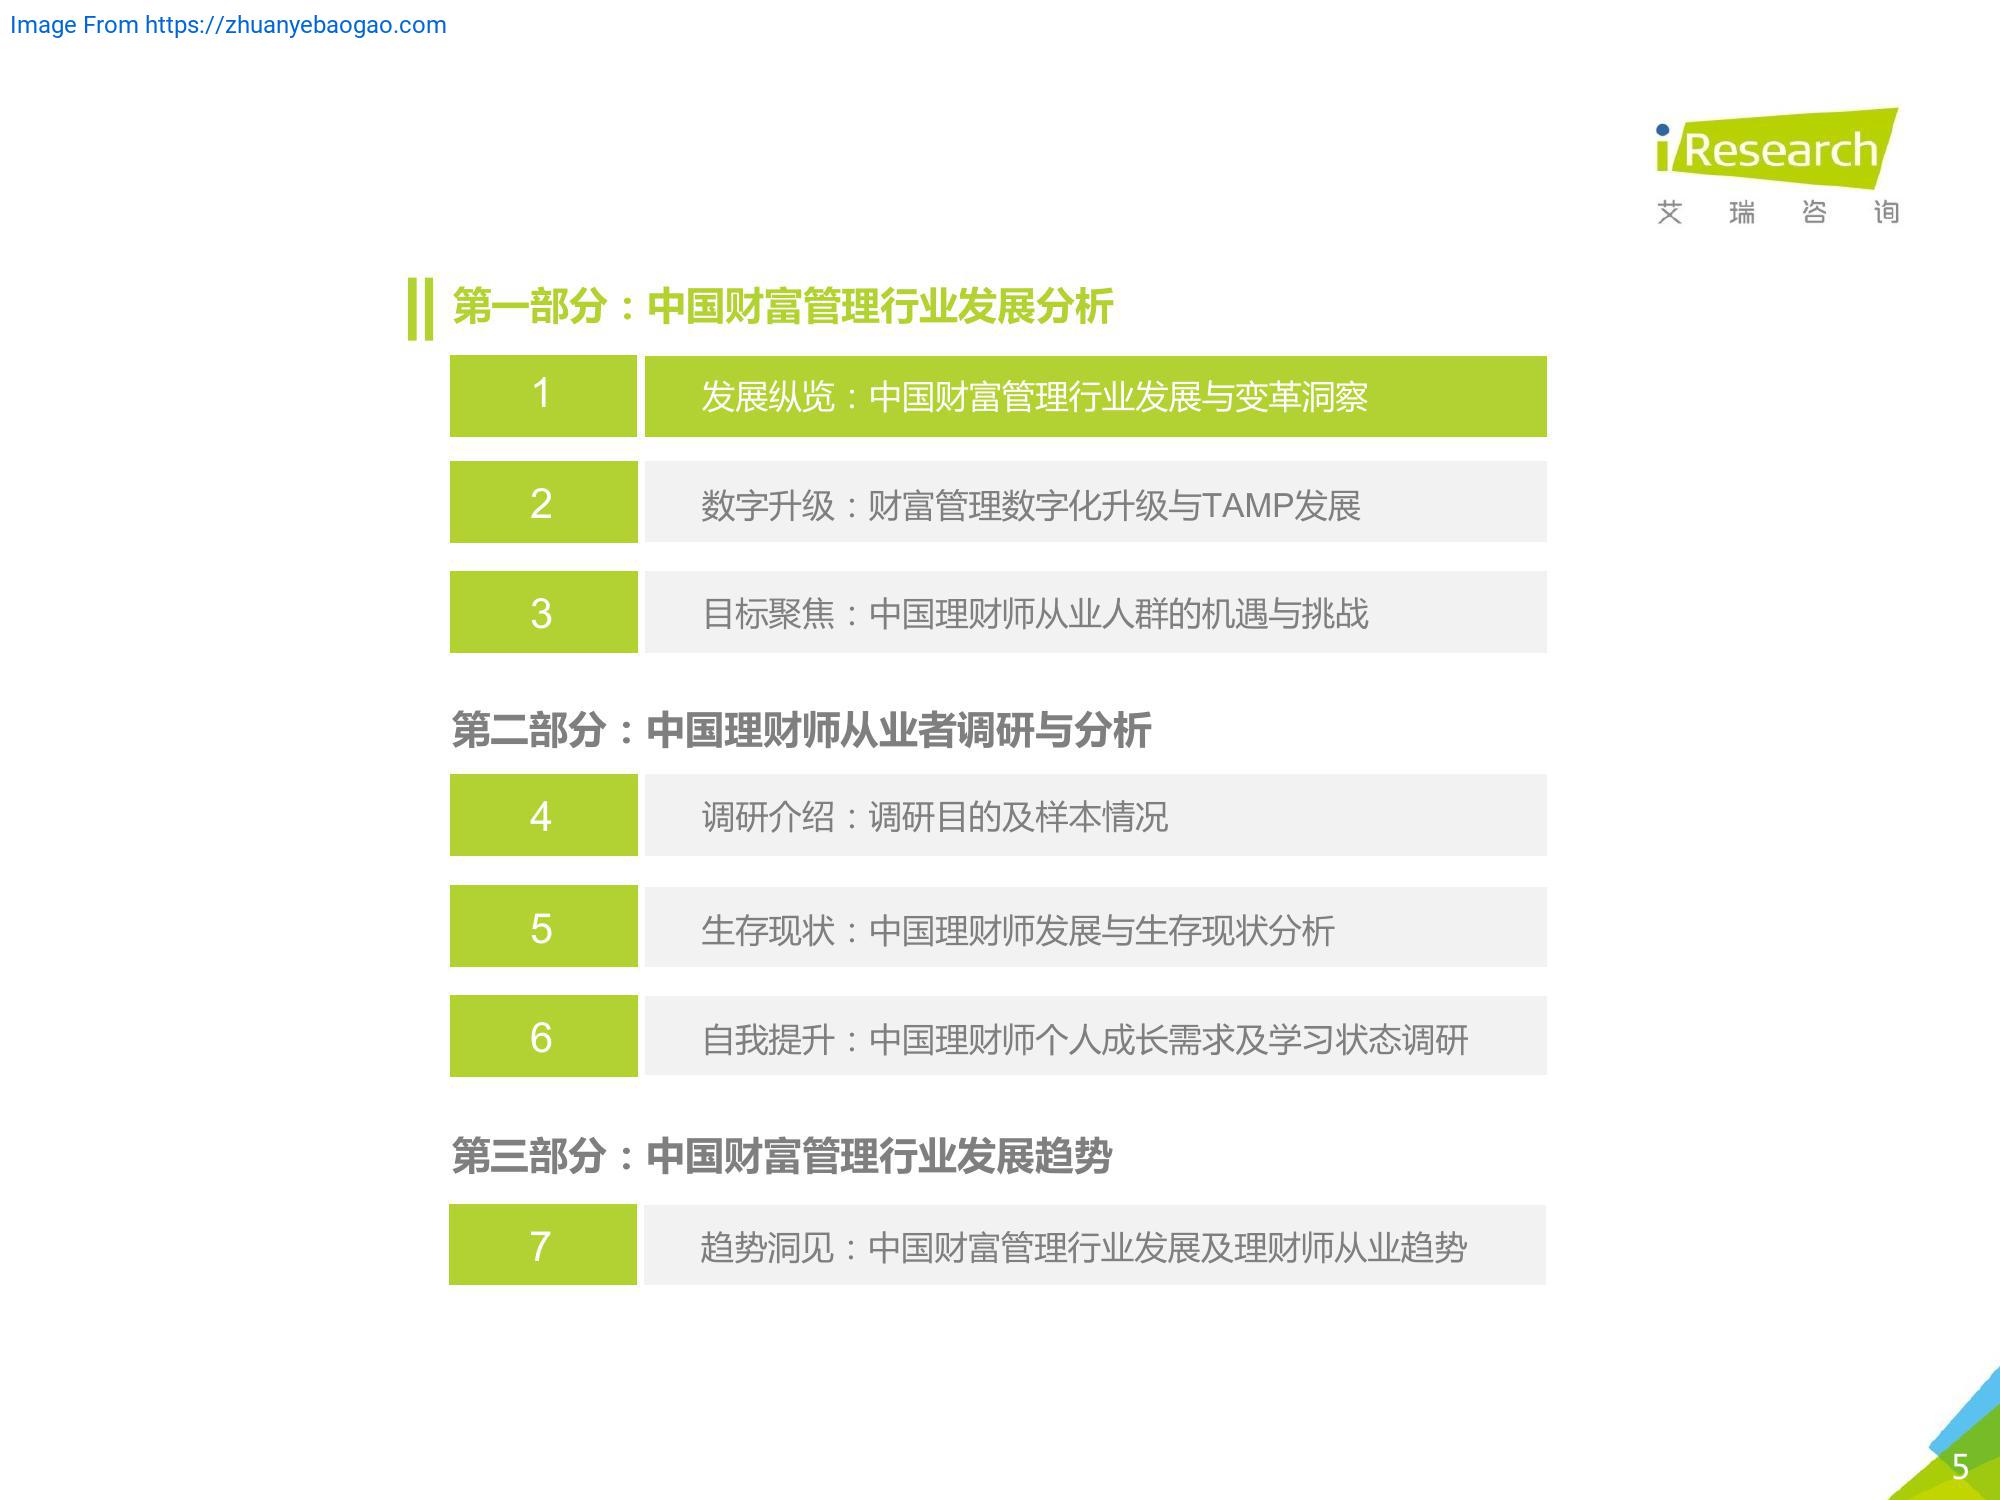 Image From https://zhuanyebaogao.com
iResearch
艾瑞咨询
第一部分：中国财富管理行业发展分析
1 发展纵览：中国财富管理行业发展与变革洞察
2 数字升级：财富管理数字化升级与TAMP发展
3 目标聚焦：中国理财师从业人群的机遇与挑战
第二部分：中国理财师从业者调研与分析
4 调研介绍：调研目的及样本情况
5 生存现状：中国理财师发展与生存现状分析
6 自我提升：中国理财师个人成长需求及学习状态调研
第三部分：中国财富管理行业发展趋势
7 趋势洞见：中国财富管理行业发展及理财师从业趋势
5